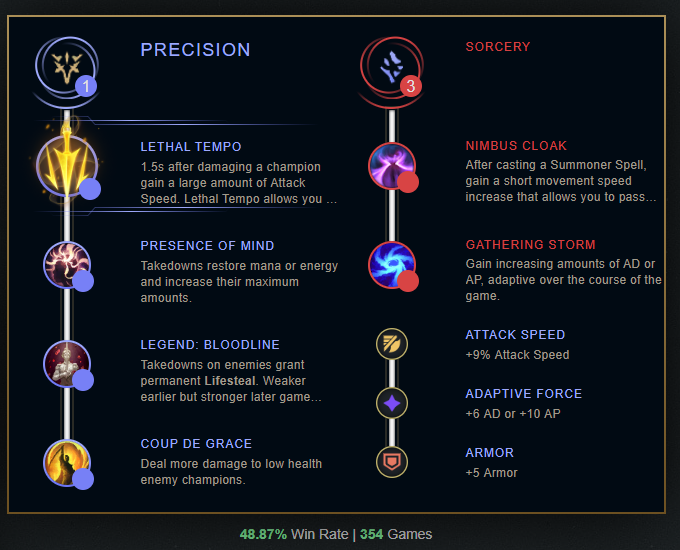 PRECISION
1
LETHAL TEMPO
1.5s after damaging a champion
gain a large amount of Attack
Speed. Lethal Tempo allows you ...
PRESENCE OF MIND
Takedowns restore mana or energy
and increase their maximum
amounts.
LEGEND: BLOODLINE
Takedowns on enemies grant
permanent Lifesteal. Weaker
earlier but stronger later game...
COUP DE GRACE
Deal more damage to low health
enemy champions.
SORCERY
3
NIMBUS CLOAK
After casting a Summoner Spell,
gain a short movement speed
increase that allows you to pass...
GATHERING STORM
Gain increasing amounts of AD or
AP, adaptive over the course of the
game.
ATTACK SPEED
+9% Attack Speed
ADAPTIVE FORCE
+6 AD or +10 AP
ARMOR
+5 Armor
48.87% Win Rate | 354 Games